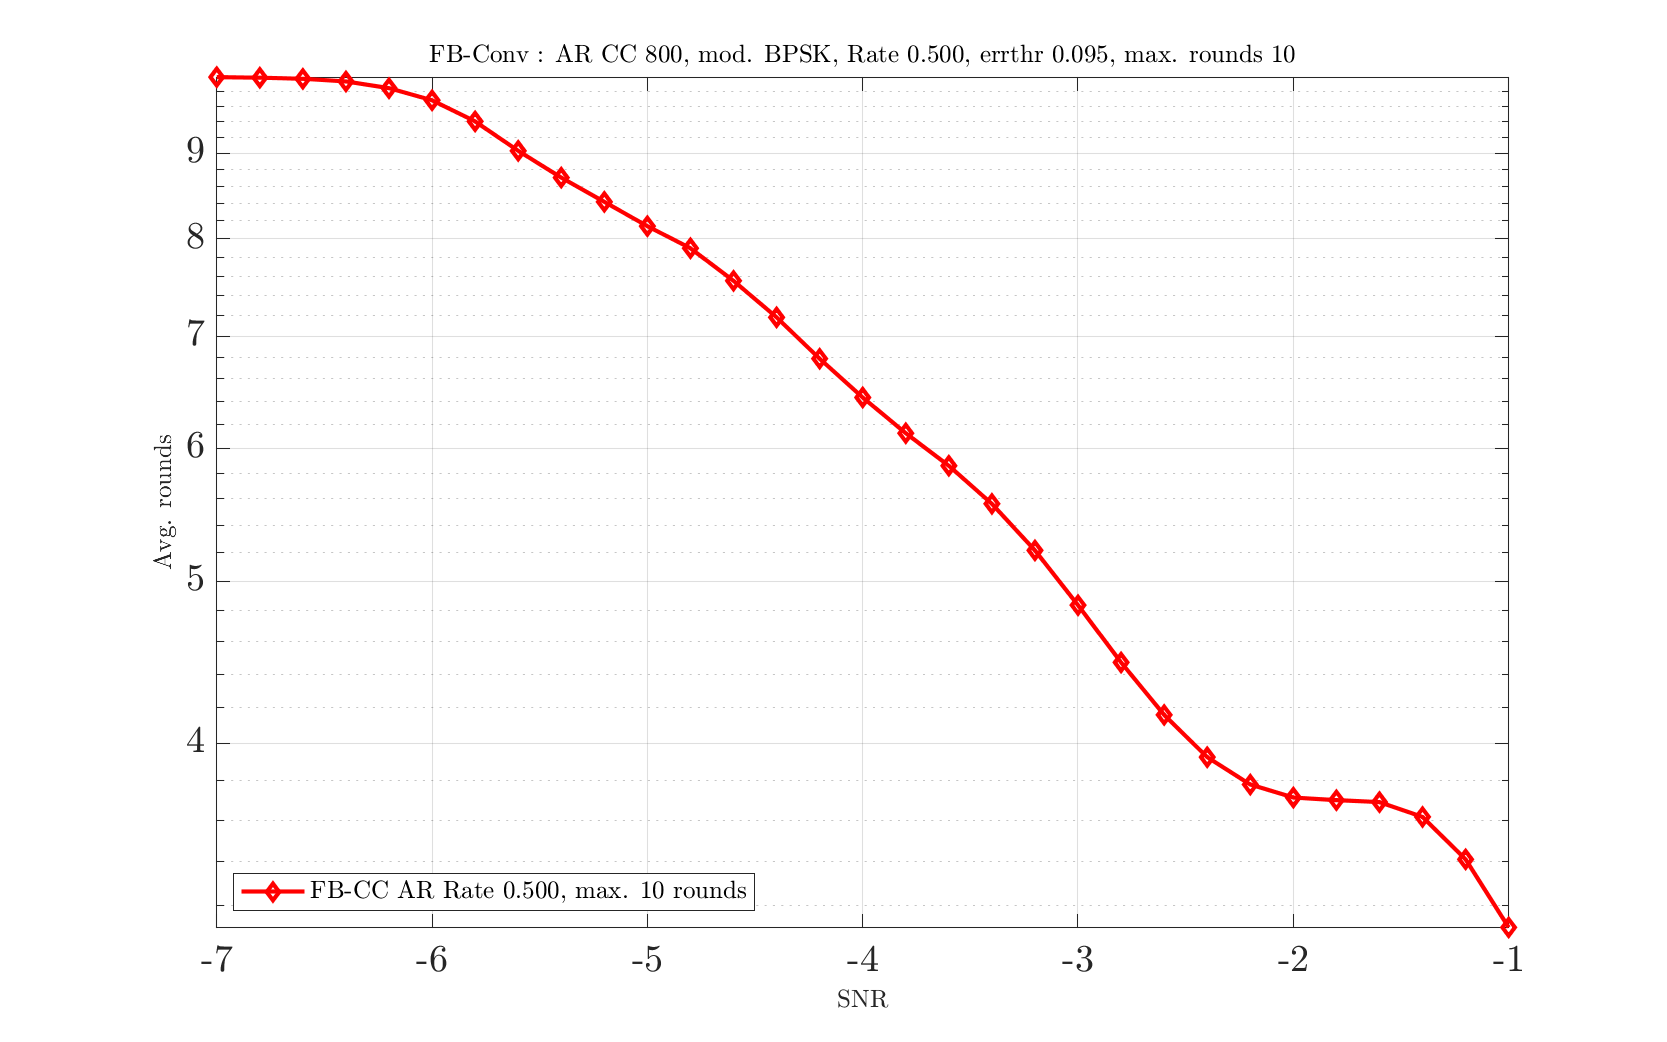 FB-Conv : AR CC 800, mod. BPSK, Rate 0.500, errthr 0.095, max. rounds 10
9
8
7
6
5
4
Avg. rounds
FB-CC AR Rate 0.500, max. 10 rounds
-7 -6 -5 -4 -3 -2 -1
SNR